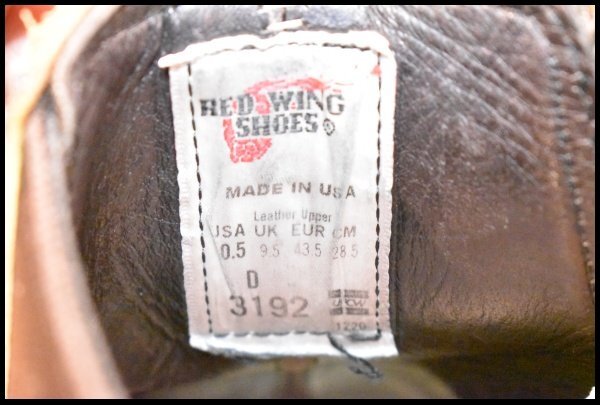 RED WING
SHOES®
MADE IN USA
Leather Upper
USA UK EUR CM
0.5 9.5 43.5 28.5
D
3192
1220